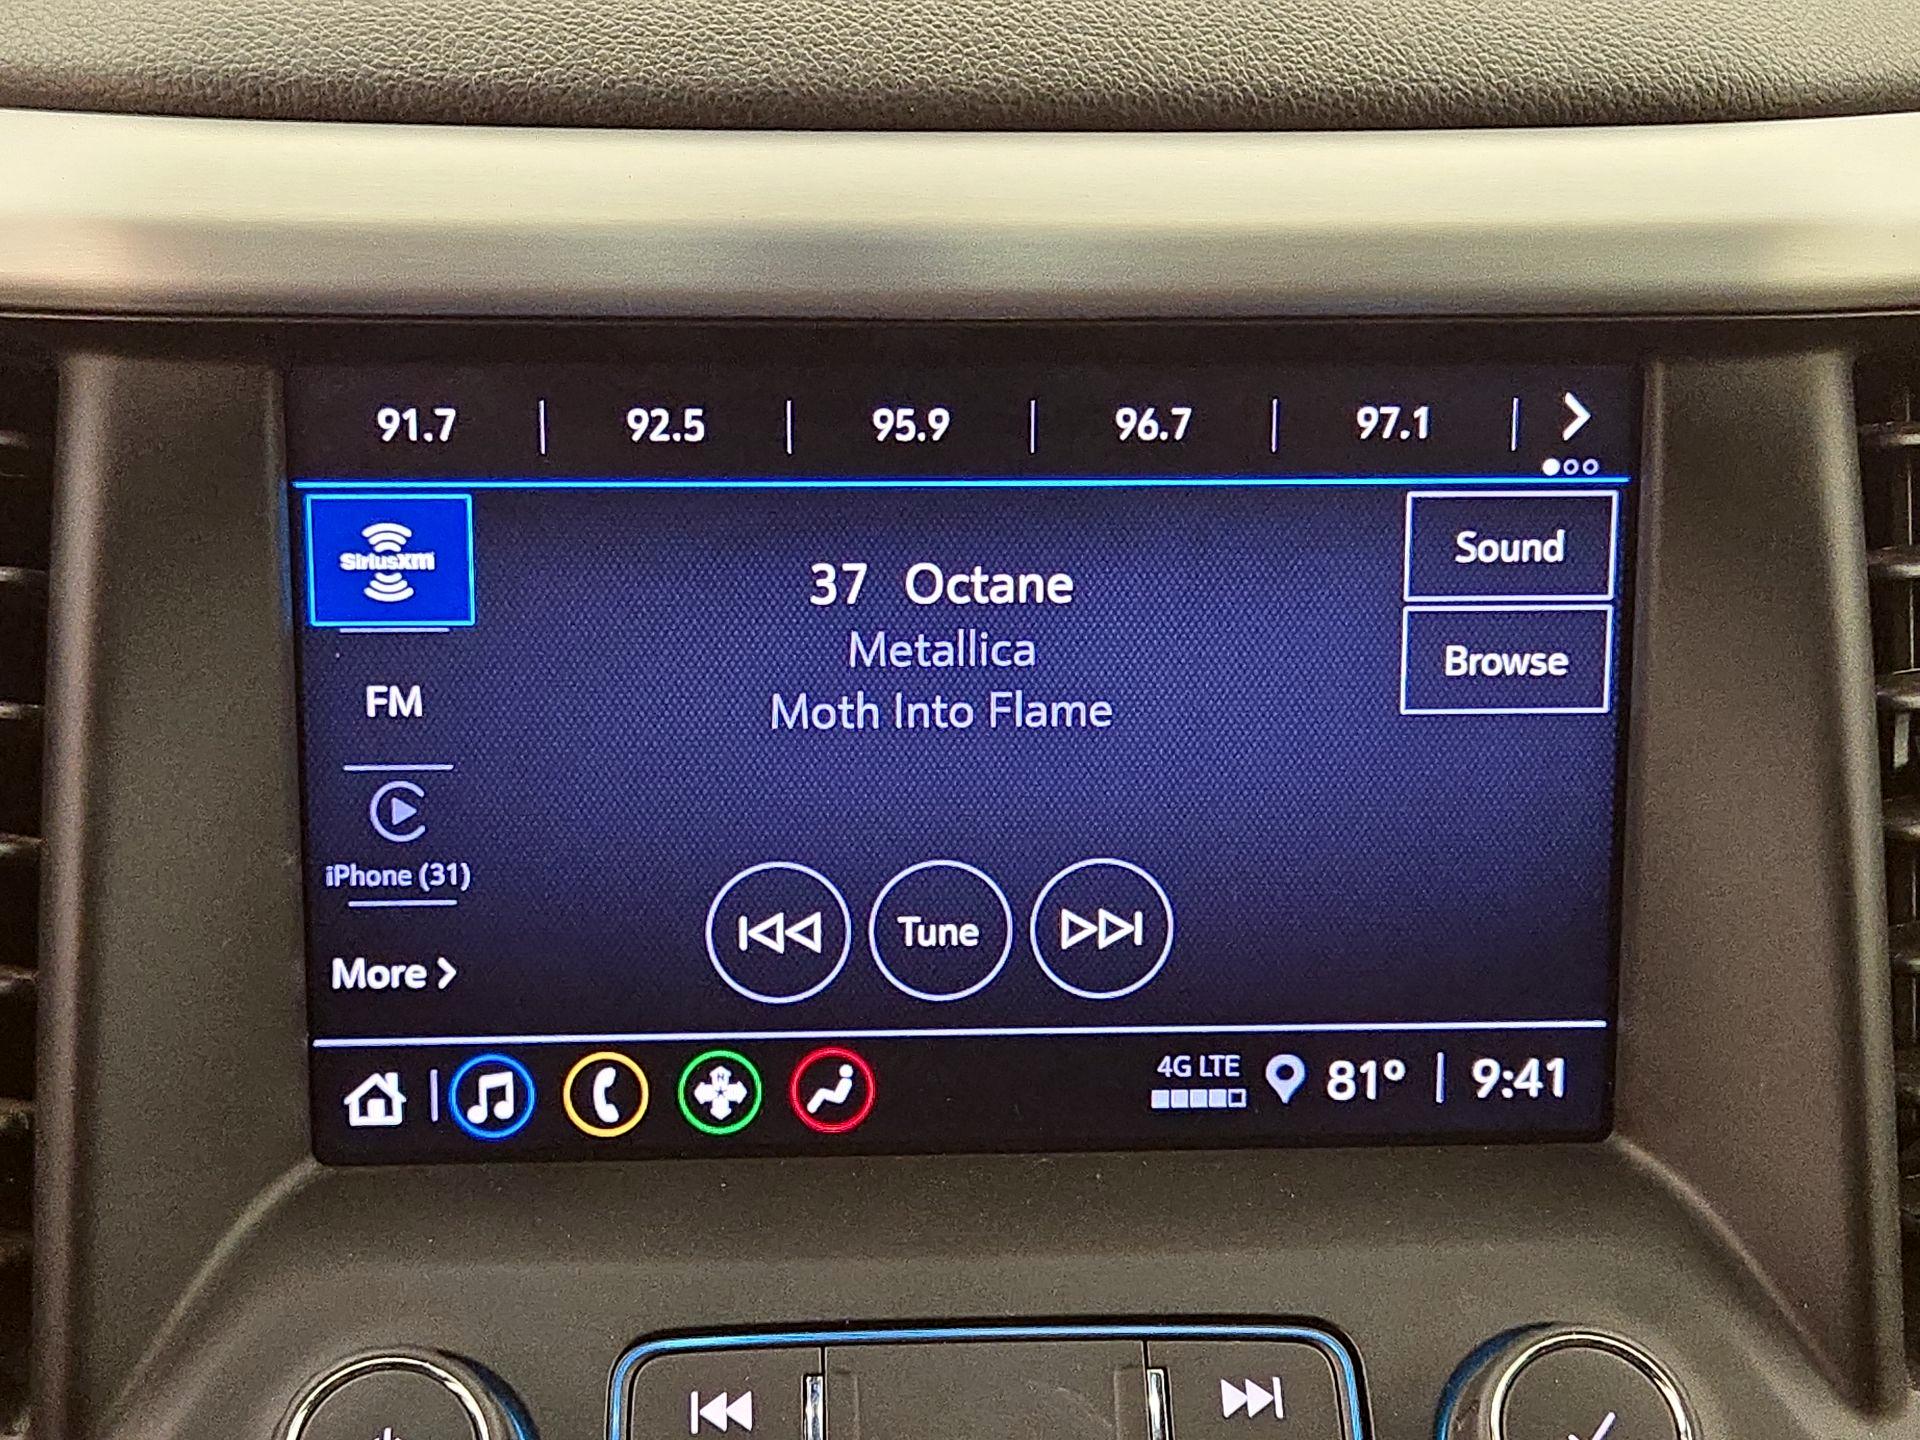 91.7 | 92.5 | 95.9 | 96.7 | 97.1 |
SiriusXM
Sound
37 Octane
Metallica
Browse
FM
Moth Into Flame
iPhone (31)
Tune
More
4G LTE
81° | 9:41
N